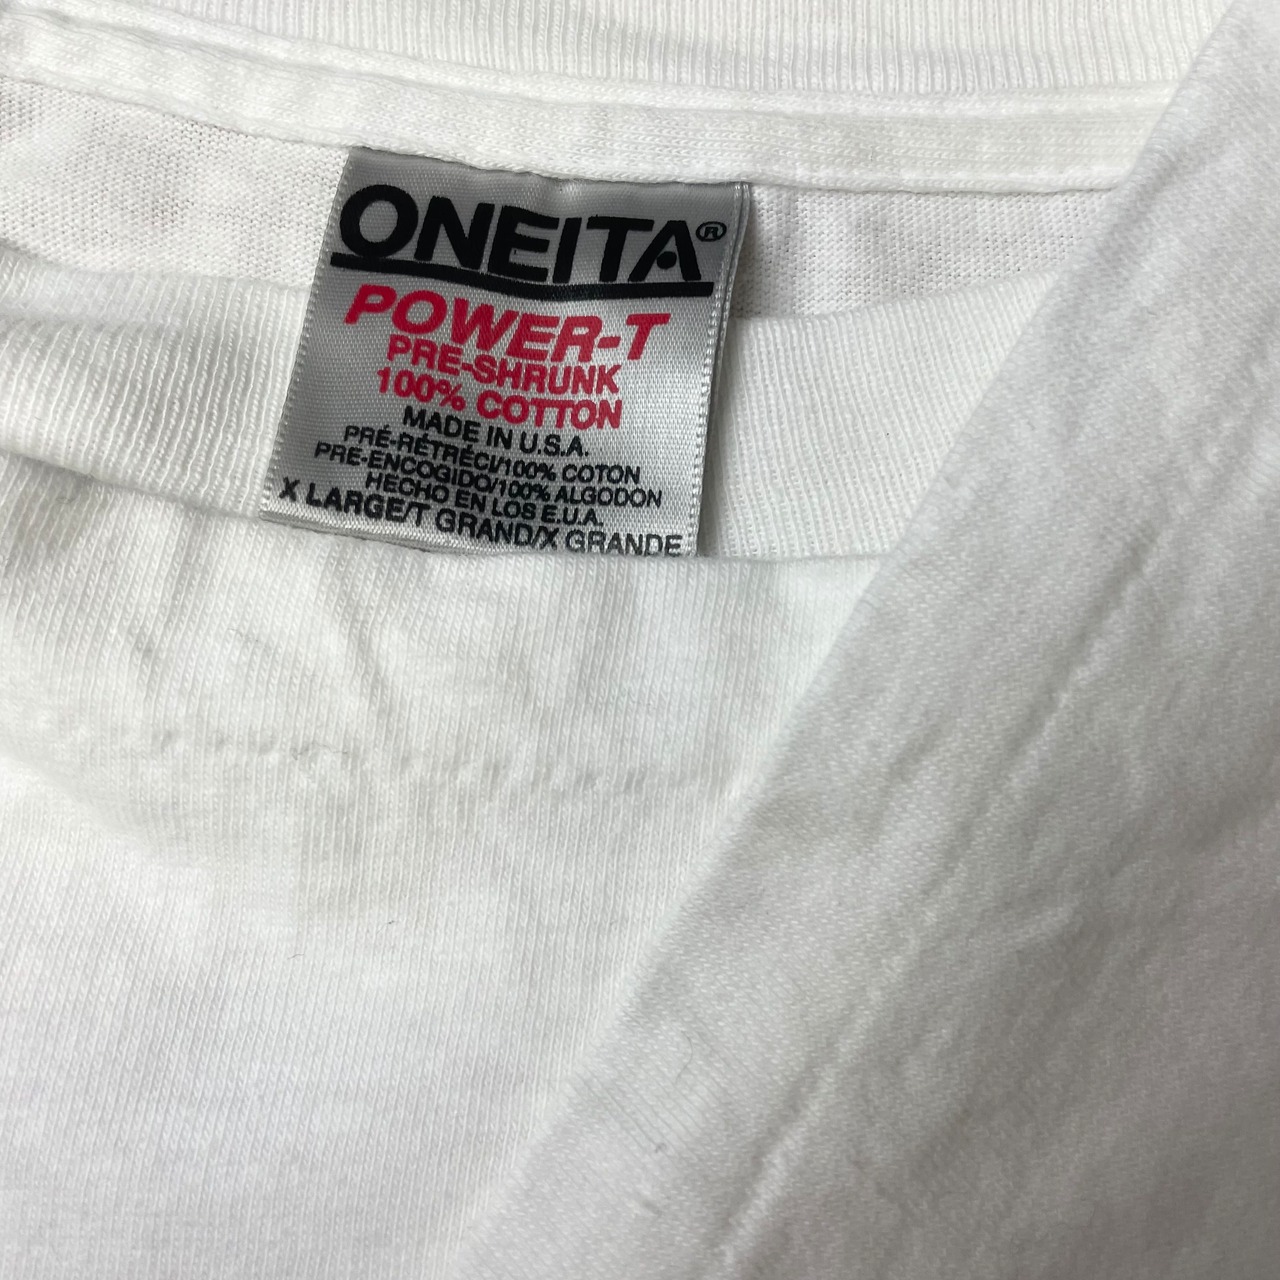 ONEITA®
POWER-T
PRE-SHRUNK
100% COTTON
MADE IN U.S.A.
PRÉ-RÉTRÉCI/100% COTON
PRE-ENCOGIDO/100% ALGODON
HECHO EN LOS E.U.A.
X LARGE/T GRAND/X GRANDE